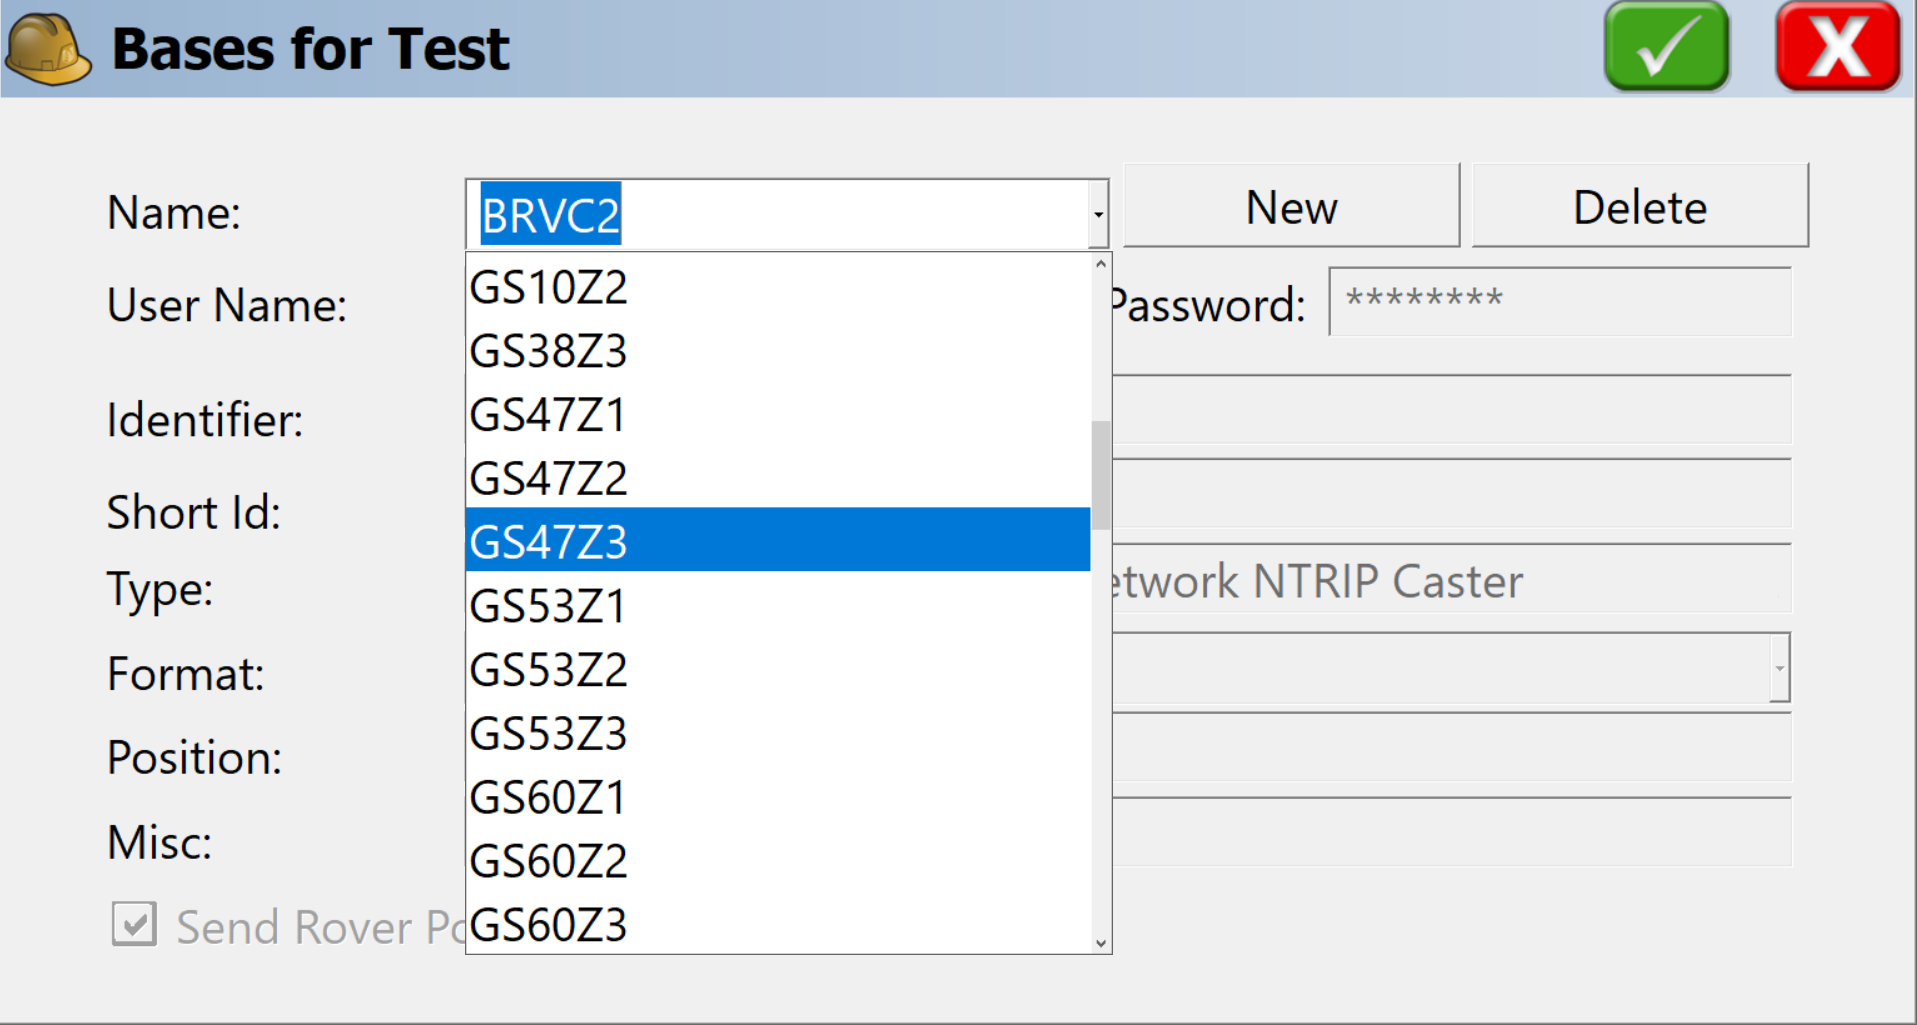 Bases for Test
X
Name:
BRVC2
New
Delete
User Name:
Password:
********
Identifier:
Short Id:
Type:
etwork NTRIP Caster
Format:
Position:
Misc:
Send Rover Po
GS10Z2
GS38Z3
GS47Z1
GS47Z2
GS47Z3
GS53Z1
GS53Z2
GS53Z3
GS60Z1
GS60Z2
GS60Z3